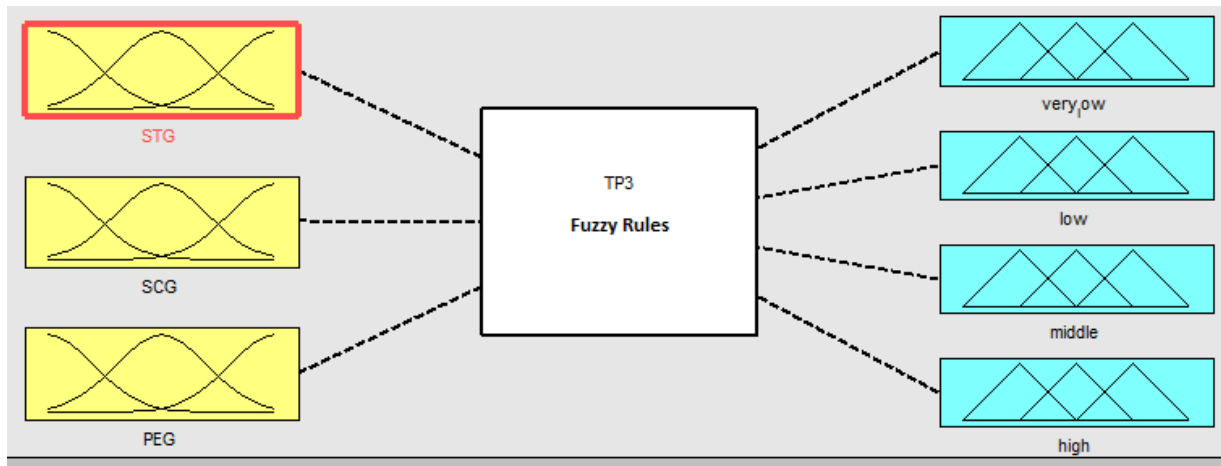 STG
SCG
PEG
TP3
Fuzzy Rules
very_low
low
middle
high